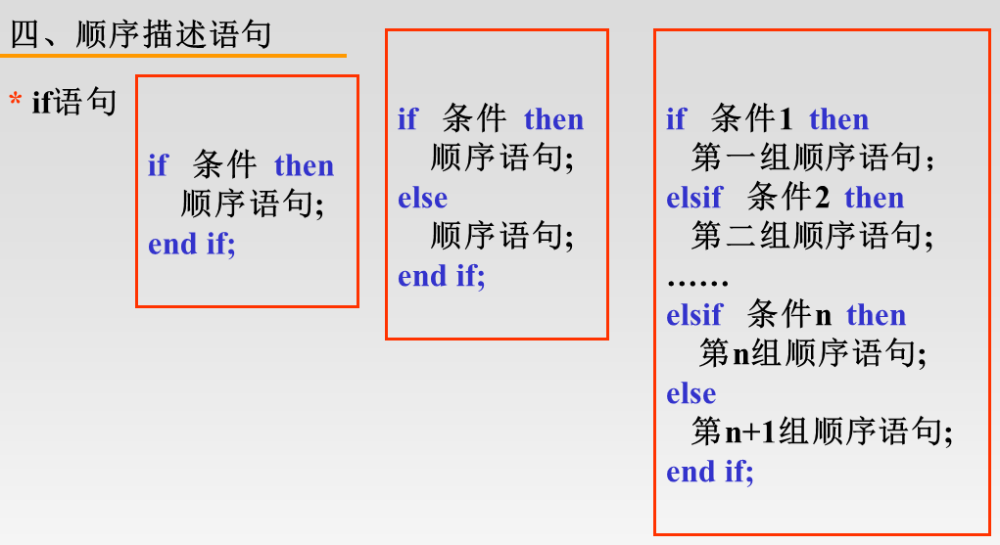 四、顺序描述语句
* if语句
if 条件 then
顺序语句;
end if;
if 条件 then
顺序语句;
else
顺序语句;
end if;
if 条件1 then
第一组顺序语句;
elsif 条件2 then
第二组顺序语句;
……
elsif 条件n then
第n组顺序语句;
else
第n+1组顺序语句;
end if;